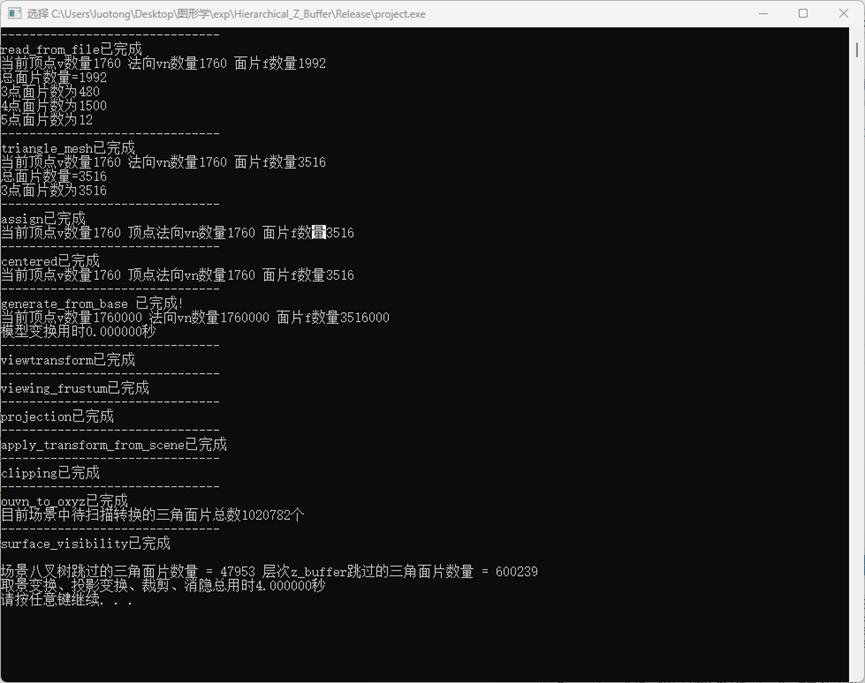 选择 C:\Users\luotong\Desktop\图形学\exp\Hierarchical_Z_Buffer\Release\project.exe
-------------------------------
read_from_file已完成
当前顶点v数量1760 法向vn数量1760 面片f数量1992
总面片数量=1992
3点面片数为480
4点面片数为1500
5点面片数为12
-------------------------------
triangle_mesh已完成
当前顶点v数量1760 法向vn数量1760 面片f数量3516
总面片数量=3516
3点面片数为3516
-------------------------------
assign已完成
当前顶点v数量1760 顶点法向vn数量1760 面片f数量3516
-------------------------------
centered已完成
当前顶点v数量1760 顶点法向vn数量1760 面片f数量3516
-------------------------------
generate_from_base 已完成!
当前顶点v数量1760000 法向vn数量1760000 面片f数量3516000
模型变换用时0.000000秒
-------------------------------
viewtransform已完成
-------------------------------
viewing_frustum已完成
-------------------------------
projection已完成
-------------------------------
apply_transform_from_scene已完成
-------------------------------
clipping已完成
-------------------------------
ouvn_to_oxyz已完成
目前场景中待扫描转换的三角面片总数1020782个
-------------------------------
surface_visibility已完成
场景八叉树跳过的三角面片数量 = 47953 层次z_buffer跳过的三角面片数量 = 600239
取景变换、投影变换、裁剪、消隐总用时4.000000秒
请按任意键继续. . .